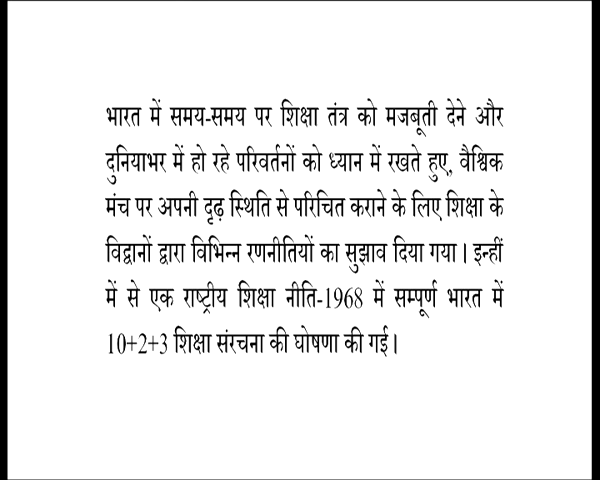 भारत में समय-समय पर शिक्षा तंत्र को मजबूती देने और
दुनियाभर में हो रहे परिवर्तनों को ध्यान में रखते हुए, वैश्विक
मंच पर अपनी दृढ़ स्थिति से परिचित कराने के लिए शिक्षा के
विद्वानों द्वारा विभिन्न रणनीतियों का सुझाव दिया गया। इन्हीं
में से एक राष्ट्रीय शिक्षा नीति-1968 में सम्पूर्ण भारत में
10+2+3 शिक्षा संरचना की घोषणा की गई।